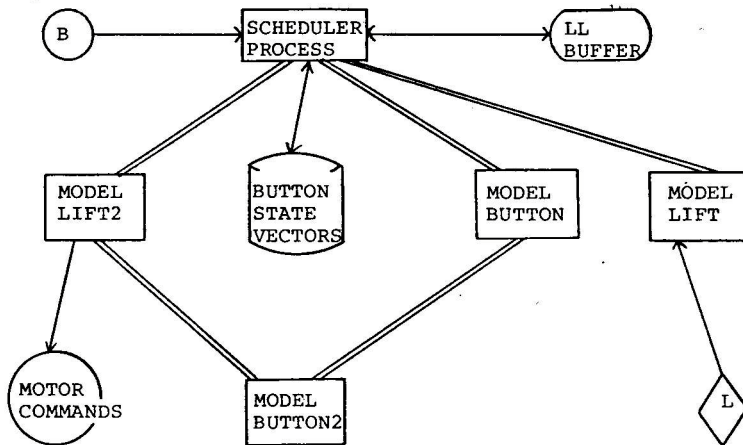 B
SCHEDULER
PROCESS
LL
BUFFER
MODEL
LIFT2
BUTTON
STATE
VECTORS
MODEL
BUTTON
MODEL
LIFT
MOTOR
COMMANDS
MODEL
BUTTON2
L